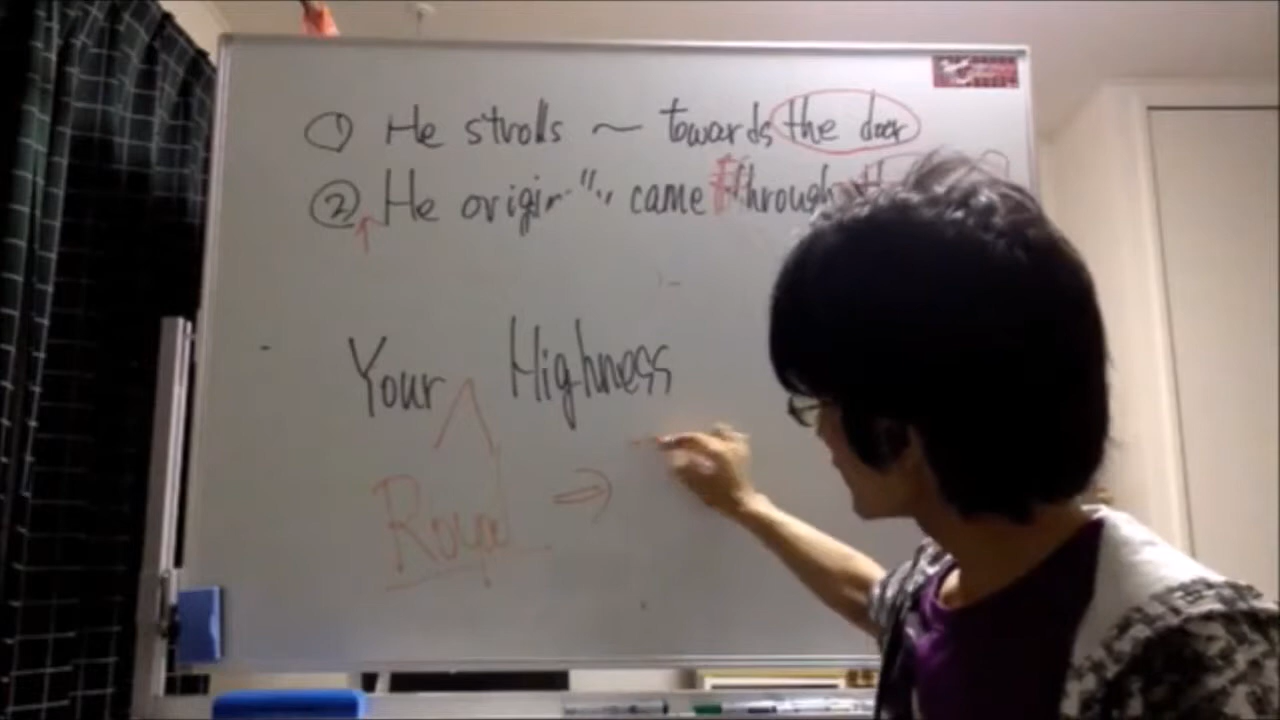 ① He strolls ~ towards the door
② He origin 〃 came through
Your Highness
Royal →